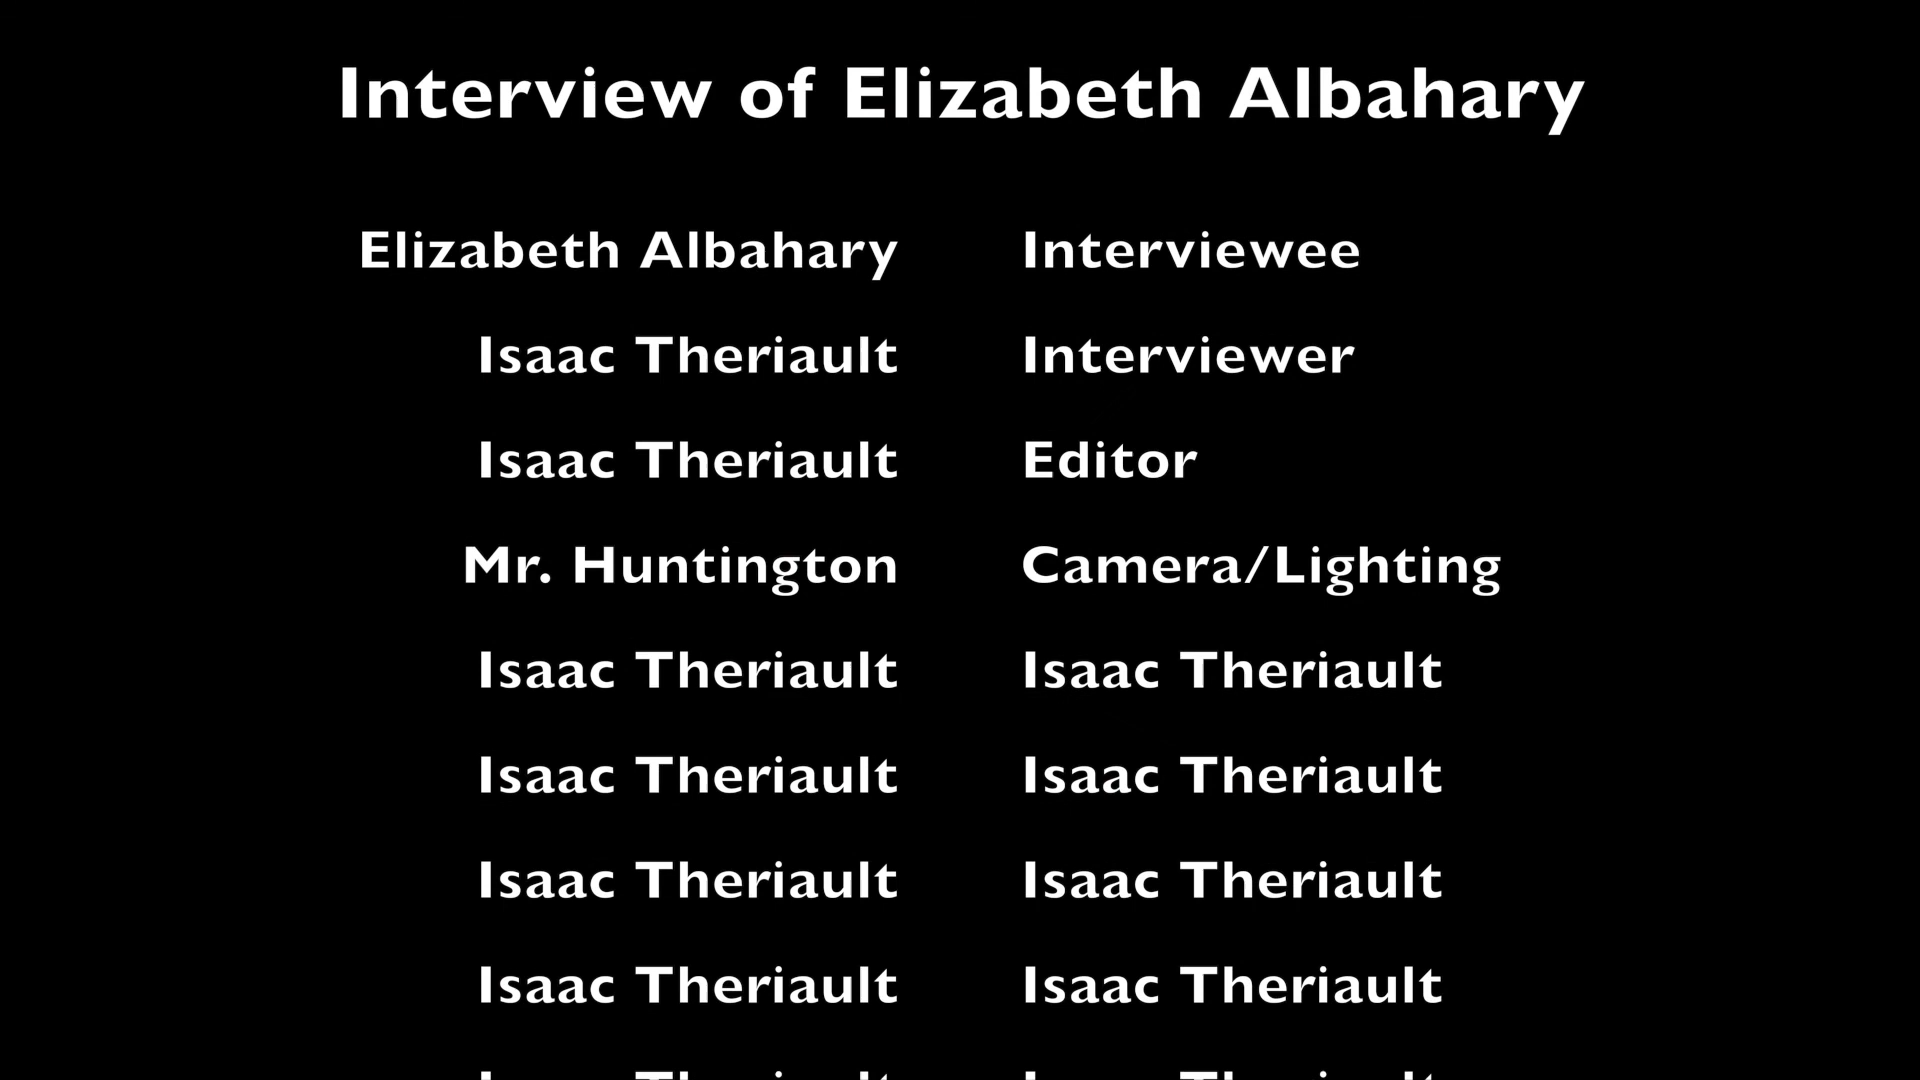 Interview of Elizabeth Albahary
Elizabeth Albahary Interviewee
Isaac Theriault Interviewer
Isaac Theriault Editor
Mr. Huntington Camera/Lighting
Isaac Theriault Isaac Theriault
Isaac Theriault Isaac Theriault
Isaac Theriault Isaac Theriault
Isaac Theriault Isaac Theriault